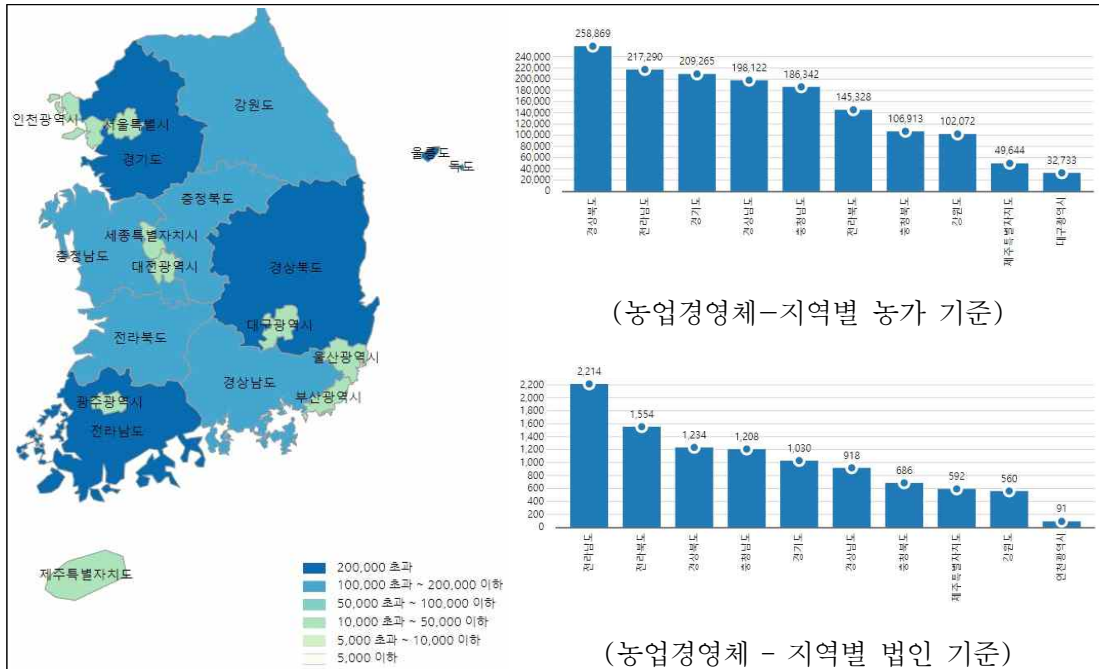 강원도
인천광역시
서울특별시
경기도
울릉도
독도
충청북도
세종특별자치시
충청남도
대전광역시
경상북도
대구광역시
전라북도
울산광역시
경상남도
부산광역시
광주광역시
전라남도
제주특별자치도
200,000 초과
100,000 초과 ~ 200,000 이하
50,000 초과 ~ 100,000 이하
10,000 초과 ~ 50,000 이하
5,000 초과 ~ 10,000 이하
5,000 이하
258,869
217,290
209,265
198,122
186,342
145,328
106,913
102,072
49,644
32,733
240,000
220,000
200,000
180,000
160,000
140,000
120,000
100,000
80,000
60,000
40,000
20,000
0
경상북도
전라남도
경기도
경상남도
충청남도
전라북도
충청북도
강원도
제주특별자치도
대구광역시
(농업경영체-지역별 농가 기준)
2,214
1,554
1,234
1,208
1,030
918
686
592
560
91
2,200
2,000
1,800
1,600
1,400
1,200
1,000
800
600
400
200
0
전라남도
전라북도
경상북도
충청남도
경기도
경상남도
충청북도
제주특별자치도
강원도
인천광역시
(농업경영체 - 지역별 법인 기준)